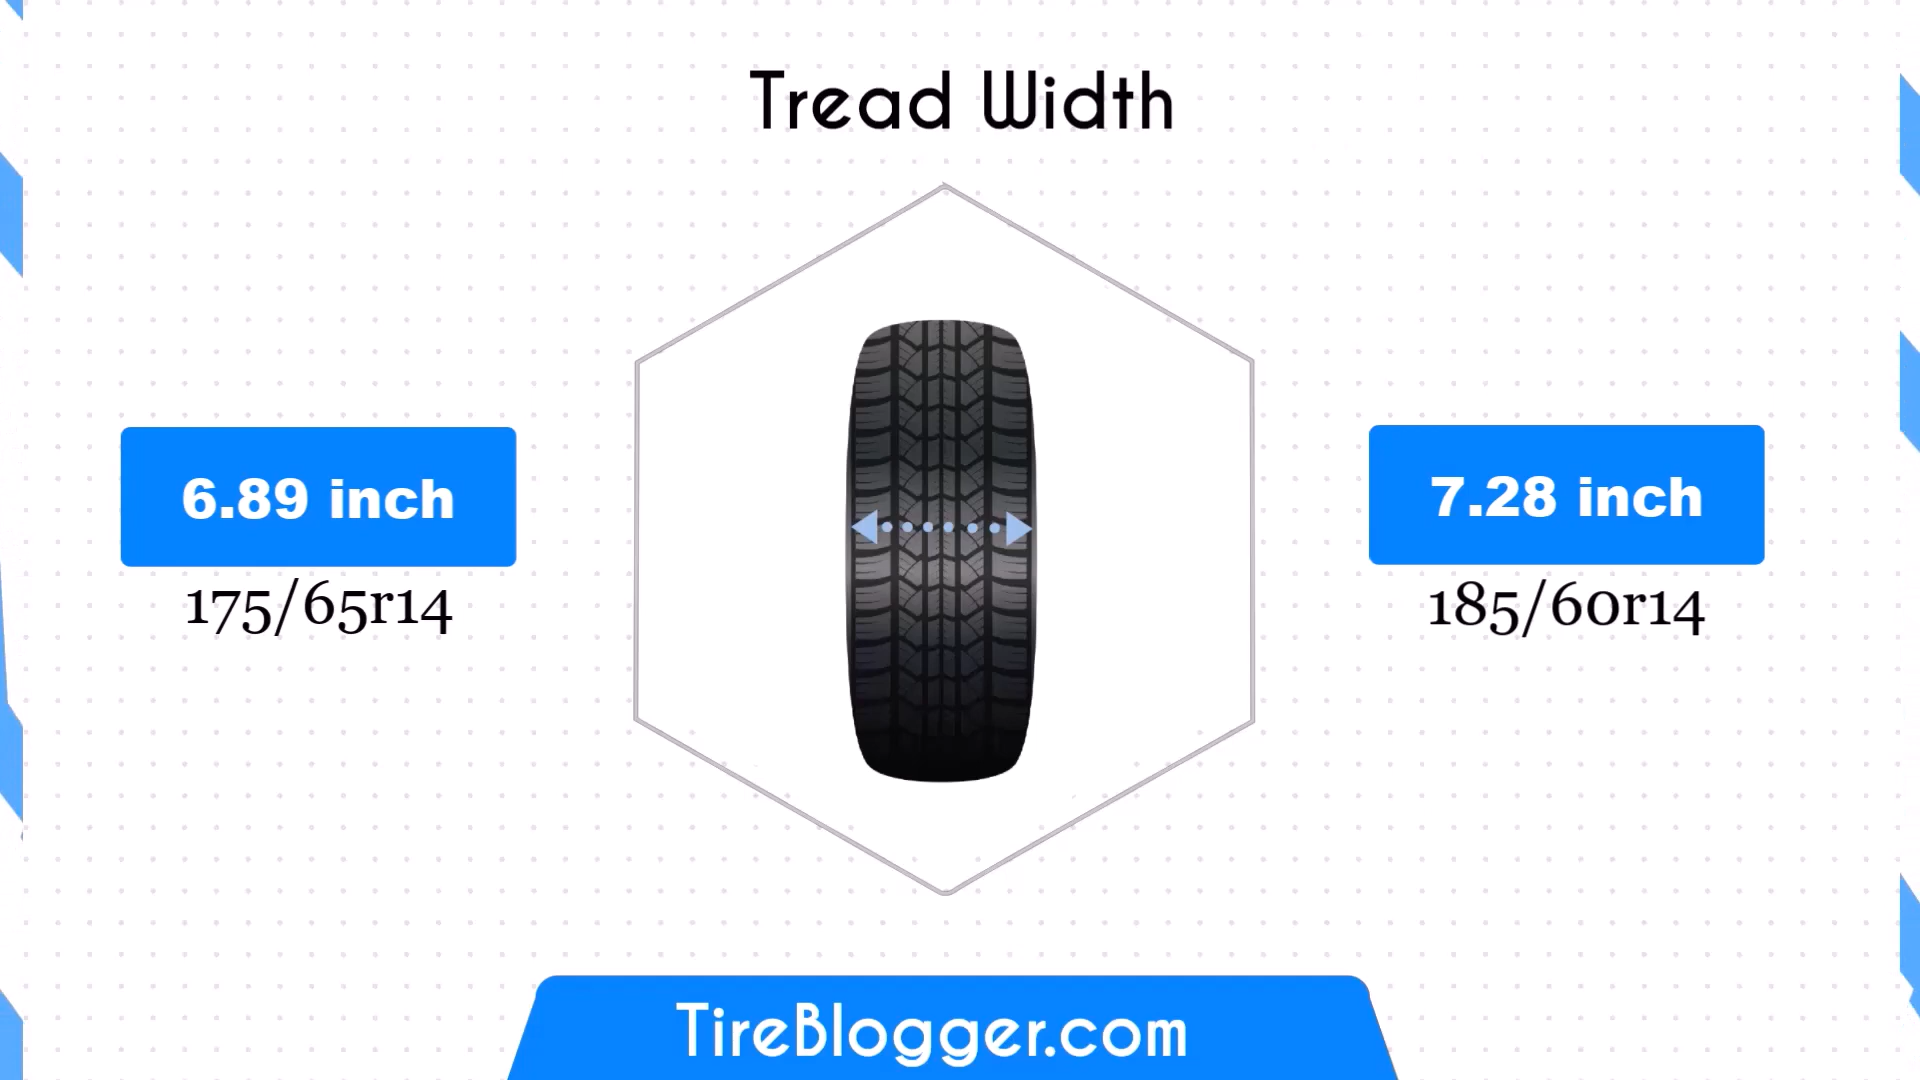 Tread Width
6.89 inch
175/65r14
7.28 inch
185/60r14
TireBlogger.com